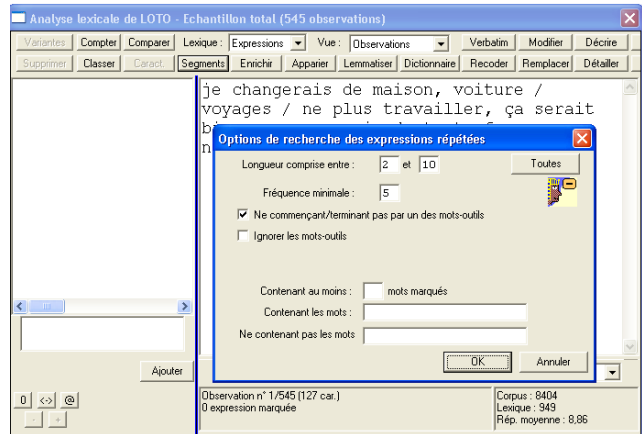 Analyse lexicale de LOTO - Echantillon total (545 observations)
Variantes Compter Comparer Lexique : Expressions Vue : Observations Verbatim Modifier Décrire
Supprimer Classer Caract. Segments Enrichir Apparier Lemmatiser Dictionnaire Recoder Remplacer Détailler
je changerais de maison, voiture /
voyages / ne plus travailler, ça serait
Options de recherche des expressions répétées
Longueur comprise entre : 2 et 10 Toutes
Fréquence minimale : 5
Ne commençant/terminant pas par un des mots-outils
Ignorer les mots-outils
Contenant au moins : mots marqués
Contenant les mots :
Ne contenant pas les mots
OK Annuler
Ajouter
0 <-> @
- +
Observation n° 1/545 (127 car.)
0 expression marquée
Corpus : 8404
Lexique : 949
Rép. moyenne : 8,86